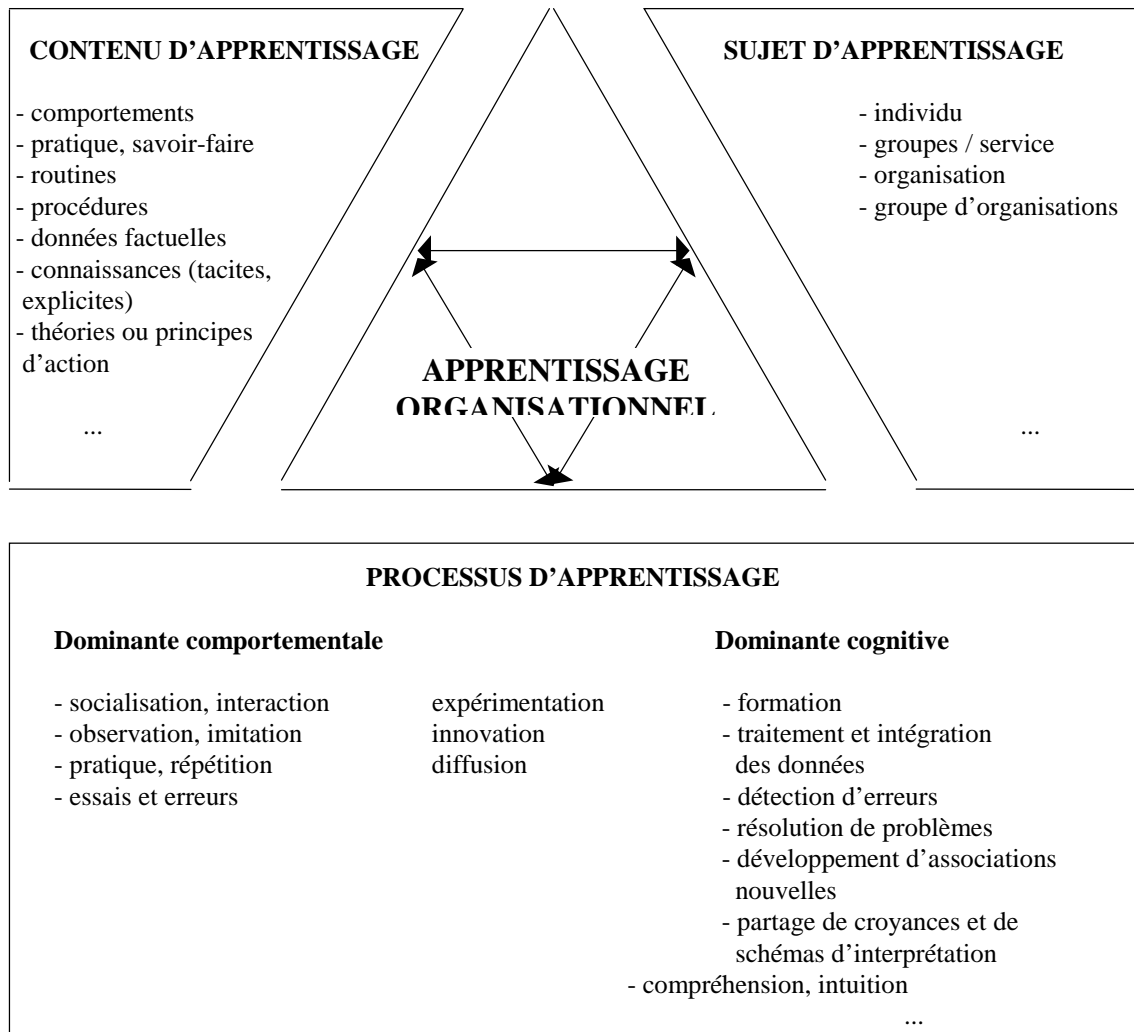 CONTENU D'APPRENTISSAGE
- comportements
- pratique, savoir-faire
- routines
- procédures
- données factuelles
- connaissances (tacites,
explicites)
- théories ou principes
d'action
...
SUJET D'APPRENTISSAGE
- individu
- groupes / service
- organisation
- groupe d'organisations
...
APPRENTISSAGE
ORGANISATIONNEL
PROCESSUS D'APPRENTISSAGE
Dominante comportementale
- socialisation, interaction
- observation, imitation
- pratique, répétition
- essais et erreurs
expérimentation
innovation
diffusion
Dominante cognitive
- formation
- traitement et intégration
des données
- détection d'erreurs
- résolution de problèmes
- développement d'associations
nouvelles
- partage de croyances et de
schémas d'interprétation
- compréhension, intuition
...